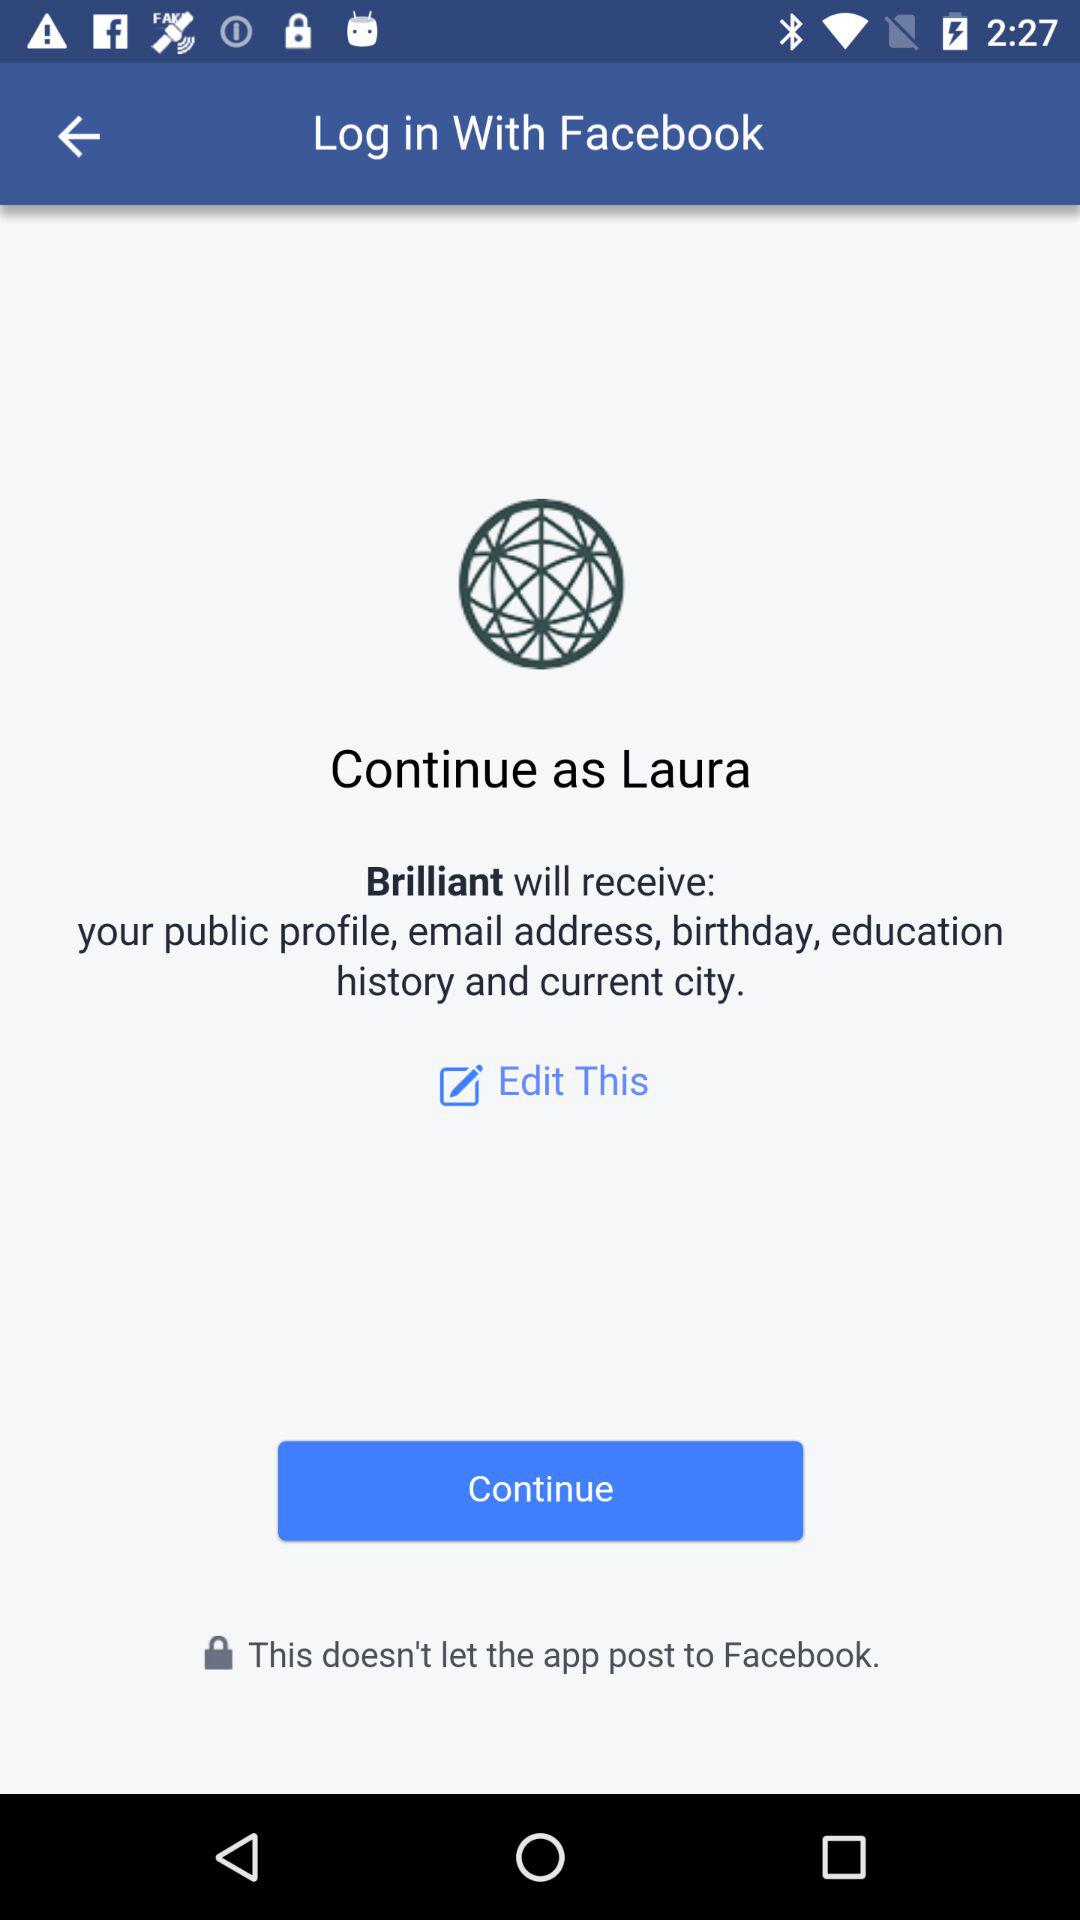 FAKE
2:27
Log in With Facebook
Continue as Laura
Brilliant will receive:
your public profile, email address, birthday, education
history and current city.
Edit This
Continue
This doesn't let the app post to Facebook.